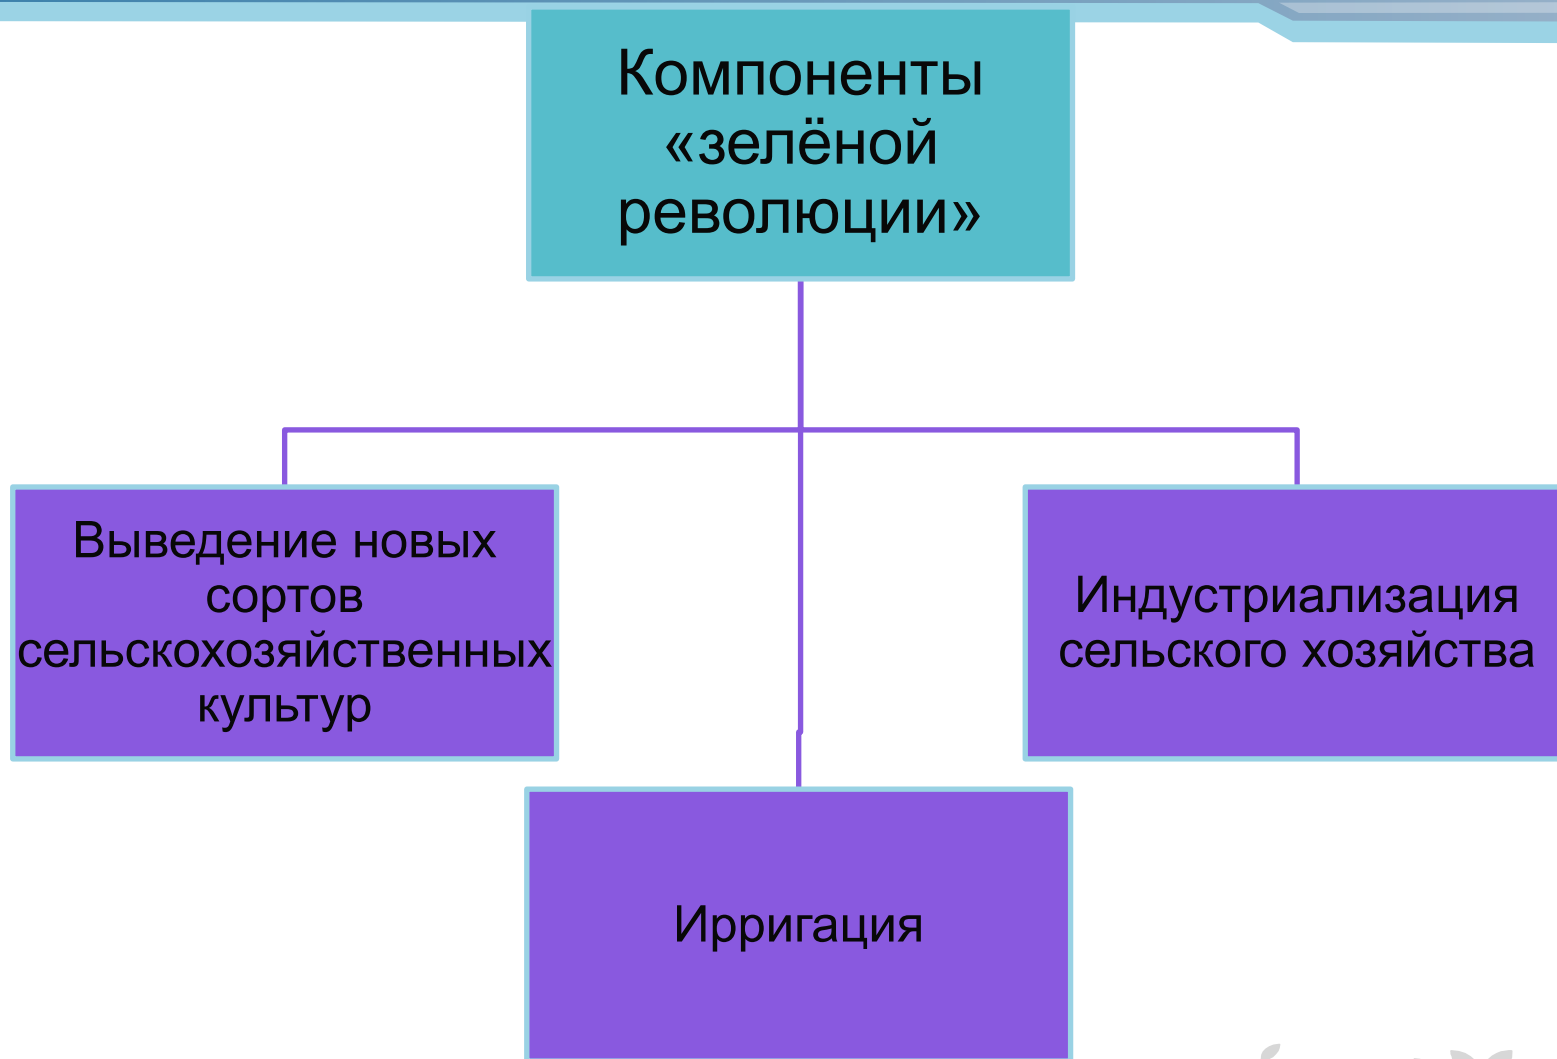 Компоненты
«зелёной
революции»
Выведение новых
сортов
сельскохозяйственных
культур
Индустриализация
сельского хозяйства
Ирригация